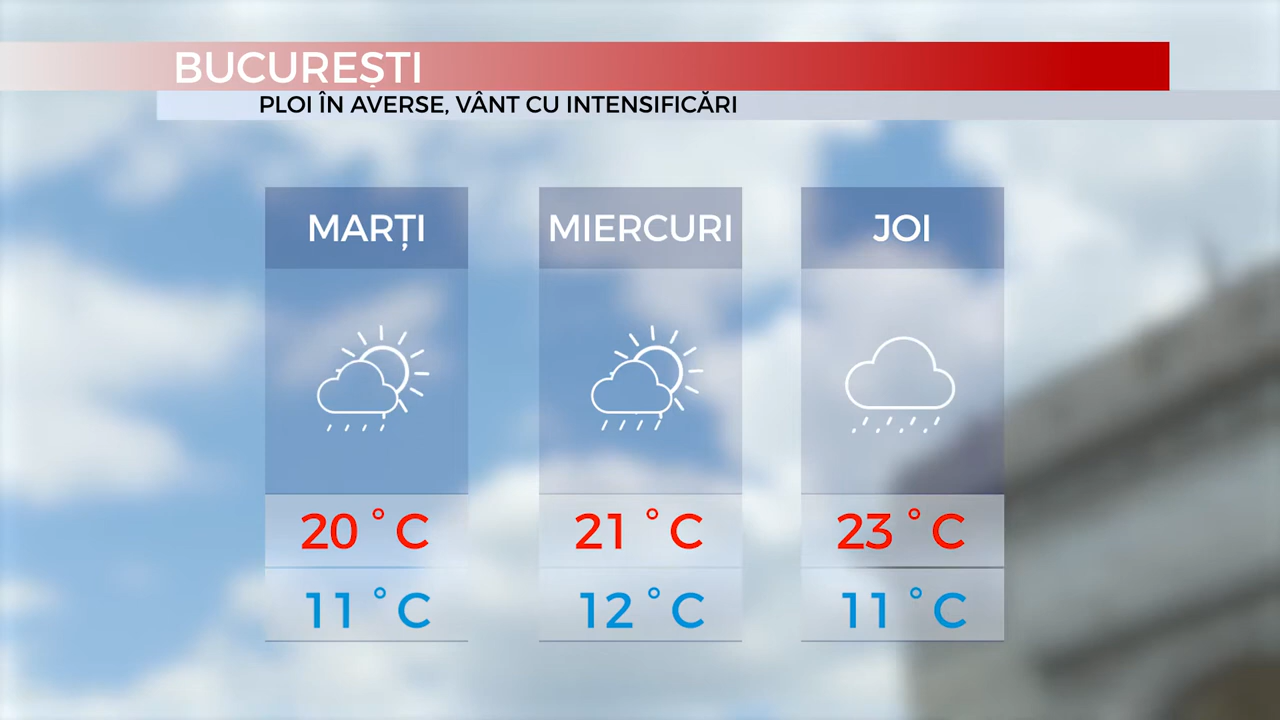 BUCUREȘTI
PLOI ÎN AVERSE, VÂNT CU INTENSIFICĂRI
MARȚI MIERCURI JOI
20 °C 21 °C 23 °C
11 °C 12 °C 11 °C